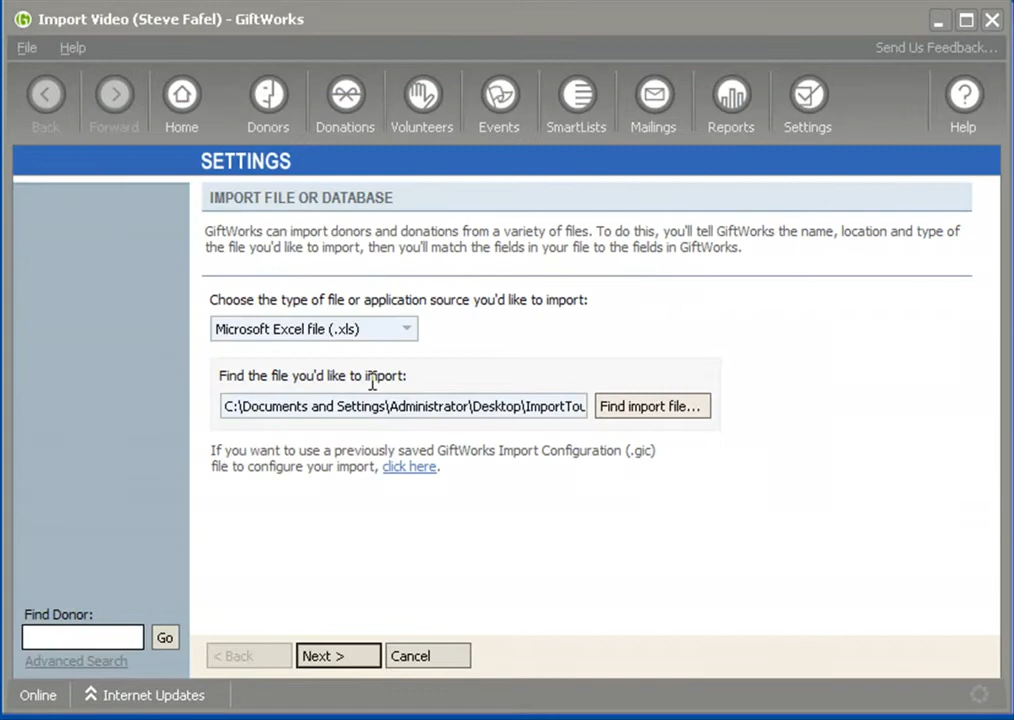 Import Video (Steve Fafel) - GiftWorks
File Help Send Us Feedback...
Back Forward Home Donors Donations Volunteers Events SmartLists Mailings Reports Settings Help
SETTINGS
IMPORT FILE OR DATABASE
GiftWorks can import donors and donations from a variety of files. To do this, you'll tell GiftWorks the name, location and type of
the file you'd like to import, then you'll match the fields in your file to the fields in GiftWorks.
Choose the type of file or application source you'd like to import:
Microsoft Excel file (.xls)
Find the file you'd like to import:
C:\Documents and Settings\Administrator\Desktop\ImportTou Find import file...
If you want to use a previously saved GiftWorks Import Configuration (.gic)
file to configure your import, click here.
Find Donor:
Go
Advanced Search
< Back Next > Cancel
Online Internet Updates